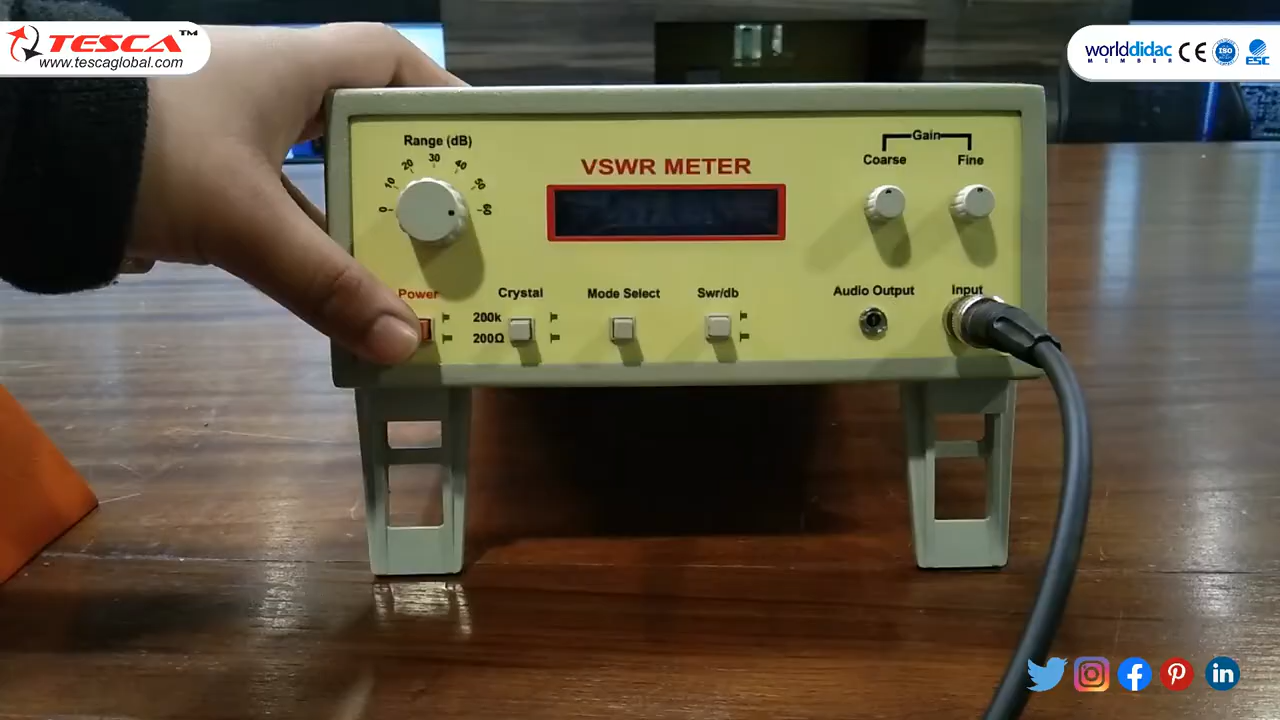 TESCA™
www.tescaglobal.com
worlddidac
MEMBER
CE
ISO
ESC
Range (dB)
0
10
20
30
40
50
60
VSWR METER
Gain
Coarse
Fine
Power
Crystal
200k
200Ω
Mode Select
Swr/db
Audio Output
Input